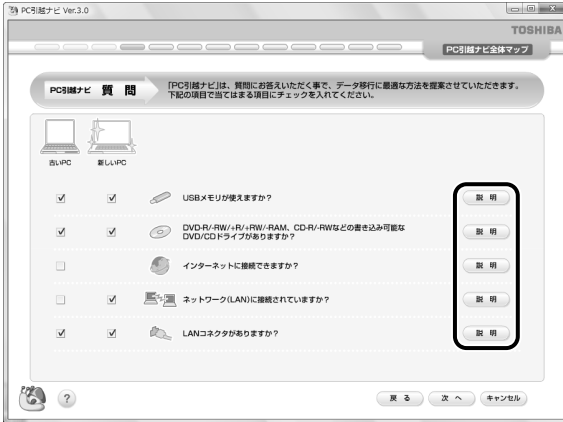 PC引越ナビ Ver.3.0
TOSHIBA
PC引越ナビ全体マップ
PC引越ナビ 質 問
「PC引越ナビ」は、質問にお答えいただく事で、データ移行に最適な方法を提案させていただきます。
下記の項目で当てはまる項目にチェックを入れてください。
古いPC 新しいPC
USBメモリが使えますか？ 説 明
DVD-R/-RW/+R/+RW/-RAM、CD-R/-RWなどの書き込み可能な
DVD/CDドライブがありますか？ 説 明
インターネットに接続できますか？ 説 明
ネットワーク(LAN)に接続されていますか？ 説 明
LANコネクタがありますか？ 説 明
? 戻 る 次 へ キャンセル